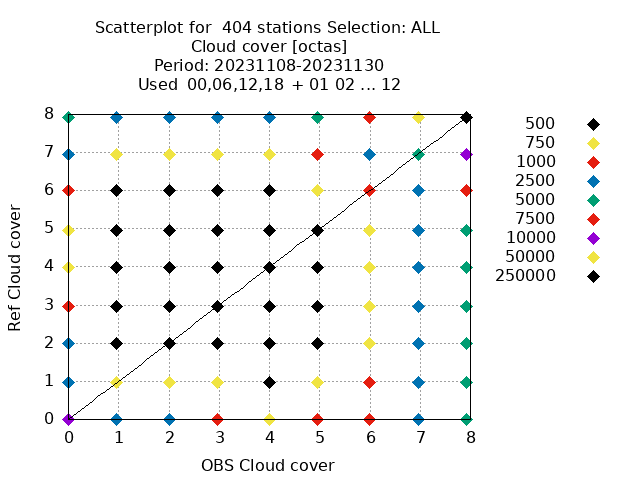 Scatterplot for  404 stations Selection: ALL
Cloud cover [octas]
Period: 20231108-20231130
Used  00,06,12,18  + 01 02 ... 12
8
7
6
5
4
3
2
1
0
0 1 2 3 4 5 6 7 8
Ref Cloud cover
OBS Cloud cover
500
750
1000
2500
5000
7500
10000
50000
250000